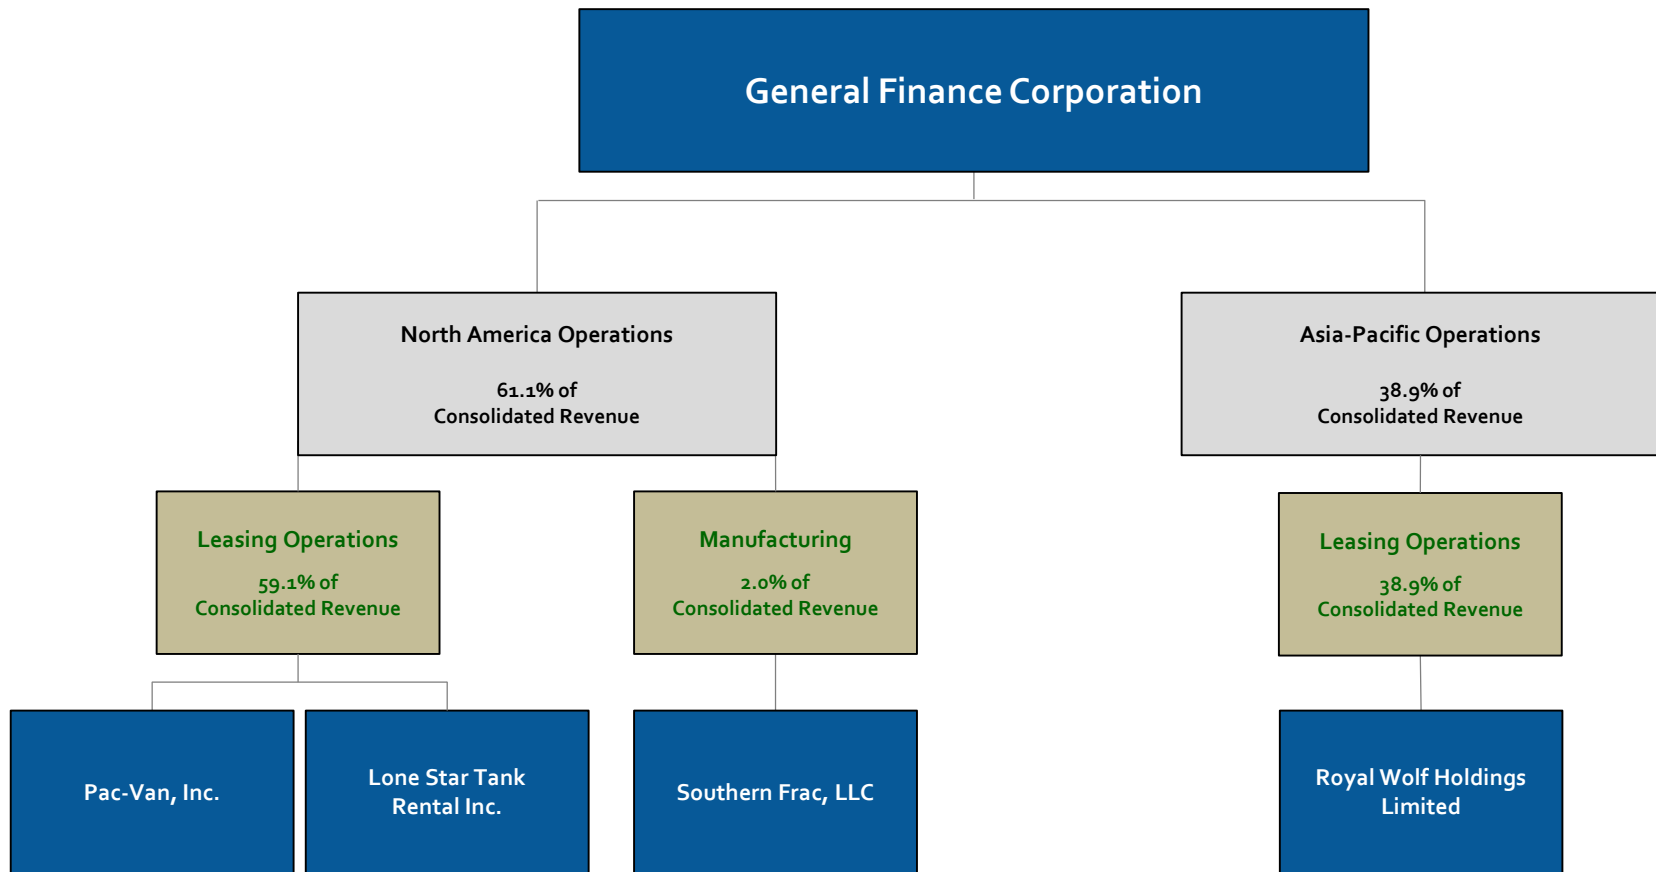 General Finance Corporation
North America Operations
61.1% of
Consolidated Revenue
Asia-Pacific Operations
38.9% of
Consolidated Revenue
Leasing Operations
59.1% of
Consolidated Revenue
Manufacturing
2.0% of
Consolidated Revenue
Leasing Operations
38.9% of
Consolidated Revenue
Pac-Van, Inc.
Lone Star Tank
Rental Inc.
Southern Frac, LLC
Royal Wolf Holdings
Limited